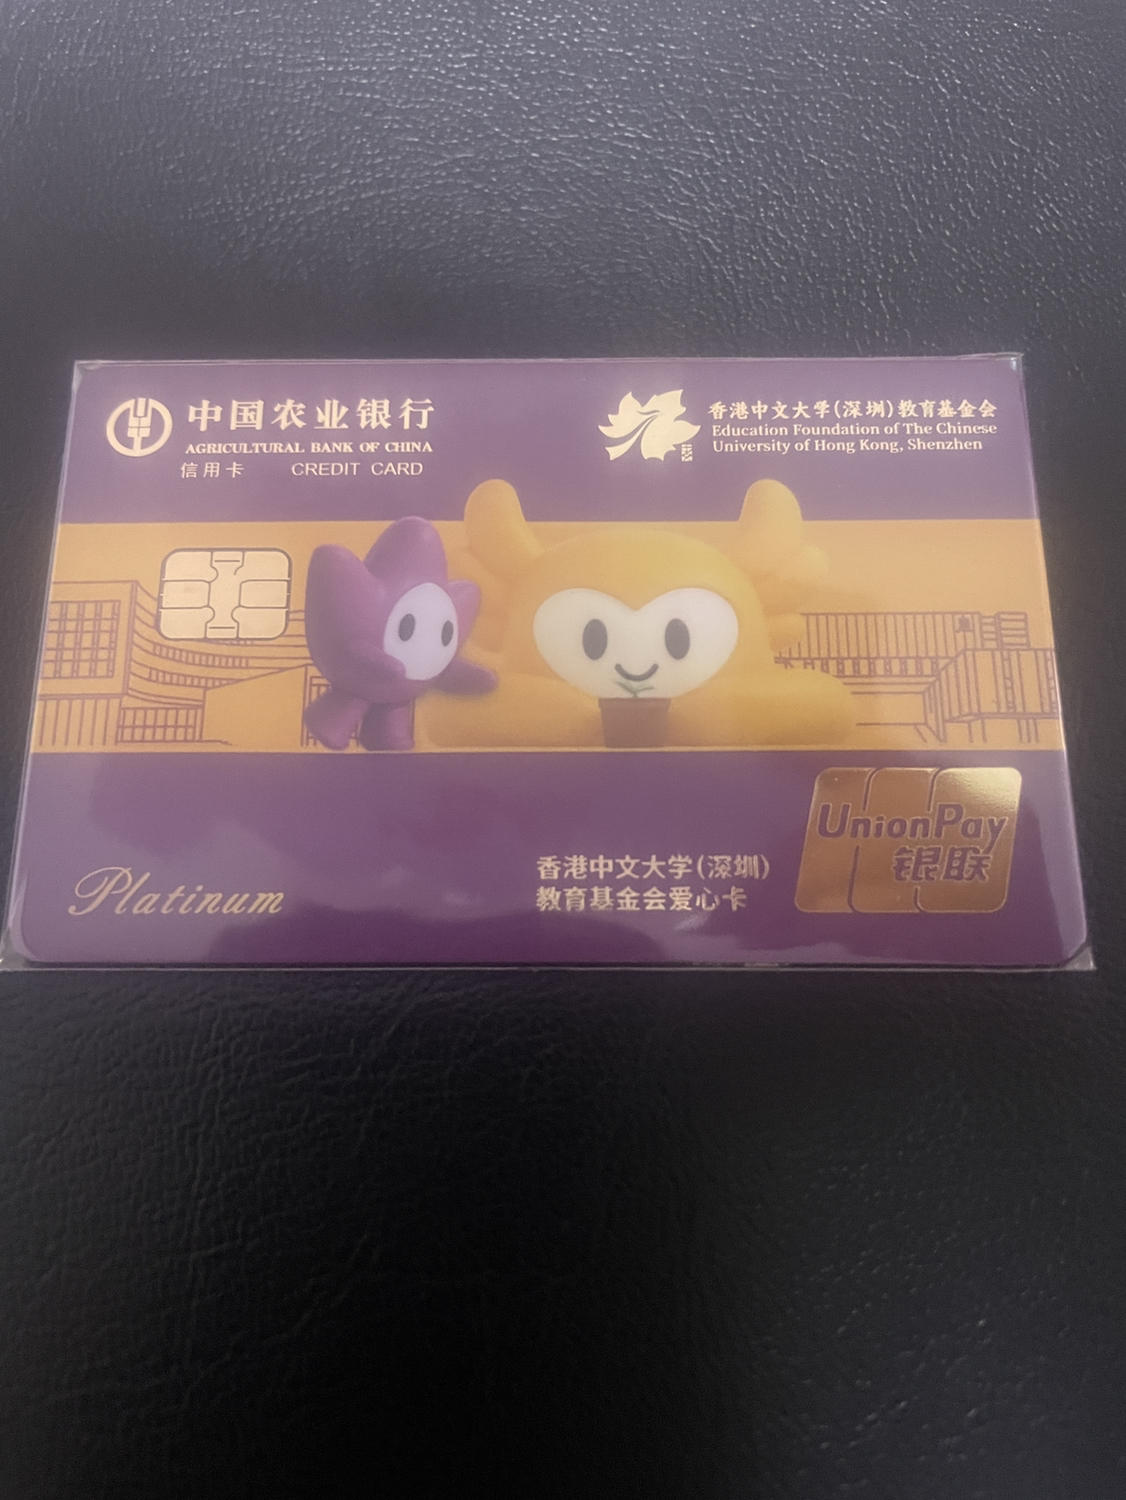 中国农业银行
AGRICULTURAL BANK OF CHINA
信用卡 CREDIT CARD
香港中文大学(深圳)教育基金会
Education Foundation of The Chinese
University of Hong Kong, Shenzhen
Platinum
香港中文大学(深圳)
教育基金会爱心卡
UnionPay
银联